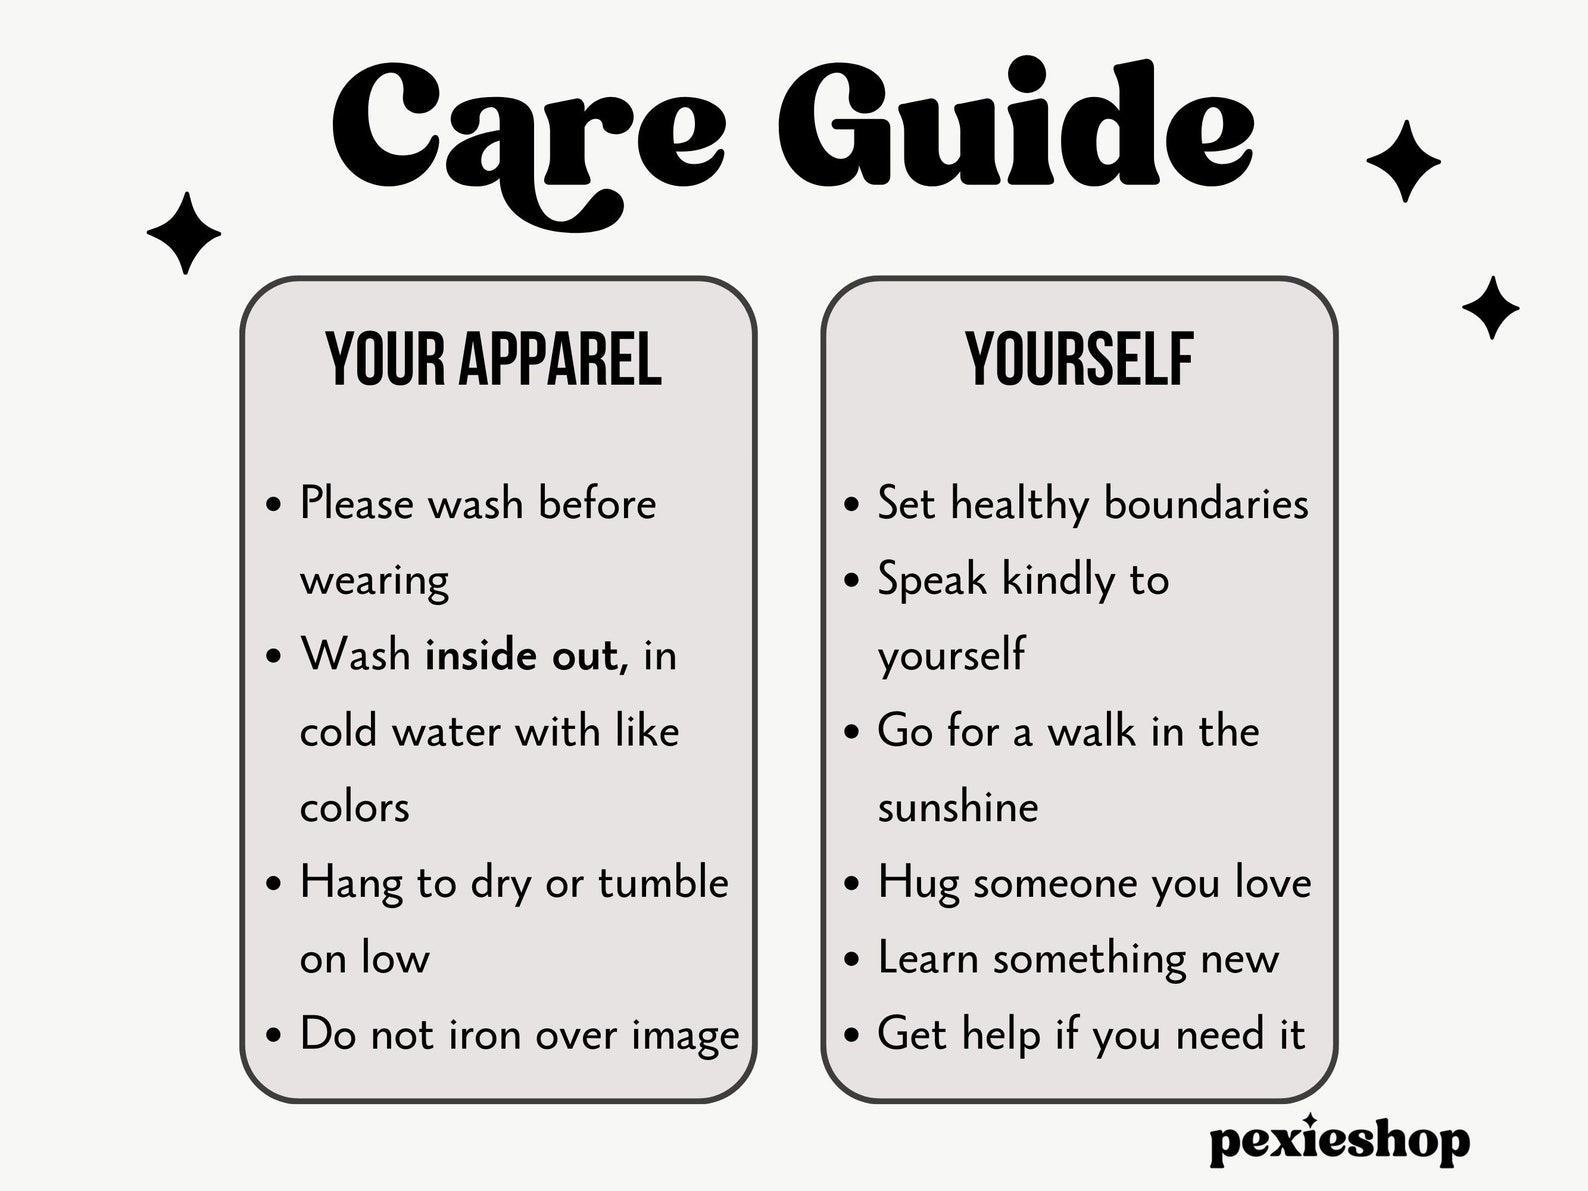 Care Guide
YOUR APPAREL
• Please wash before
wearing
• Wash inside out, in
cold water with like
colors
• Hang to dry or tumble
on low
• Do not iron over image
YOURSELF
• Set healthy boundaries
• Speak kindly to
yourself
• Go for a walk in the
sunshine
• Hug someone you love
• Learn something new
• Get help if you need it
pexieshop